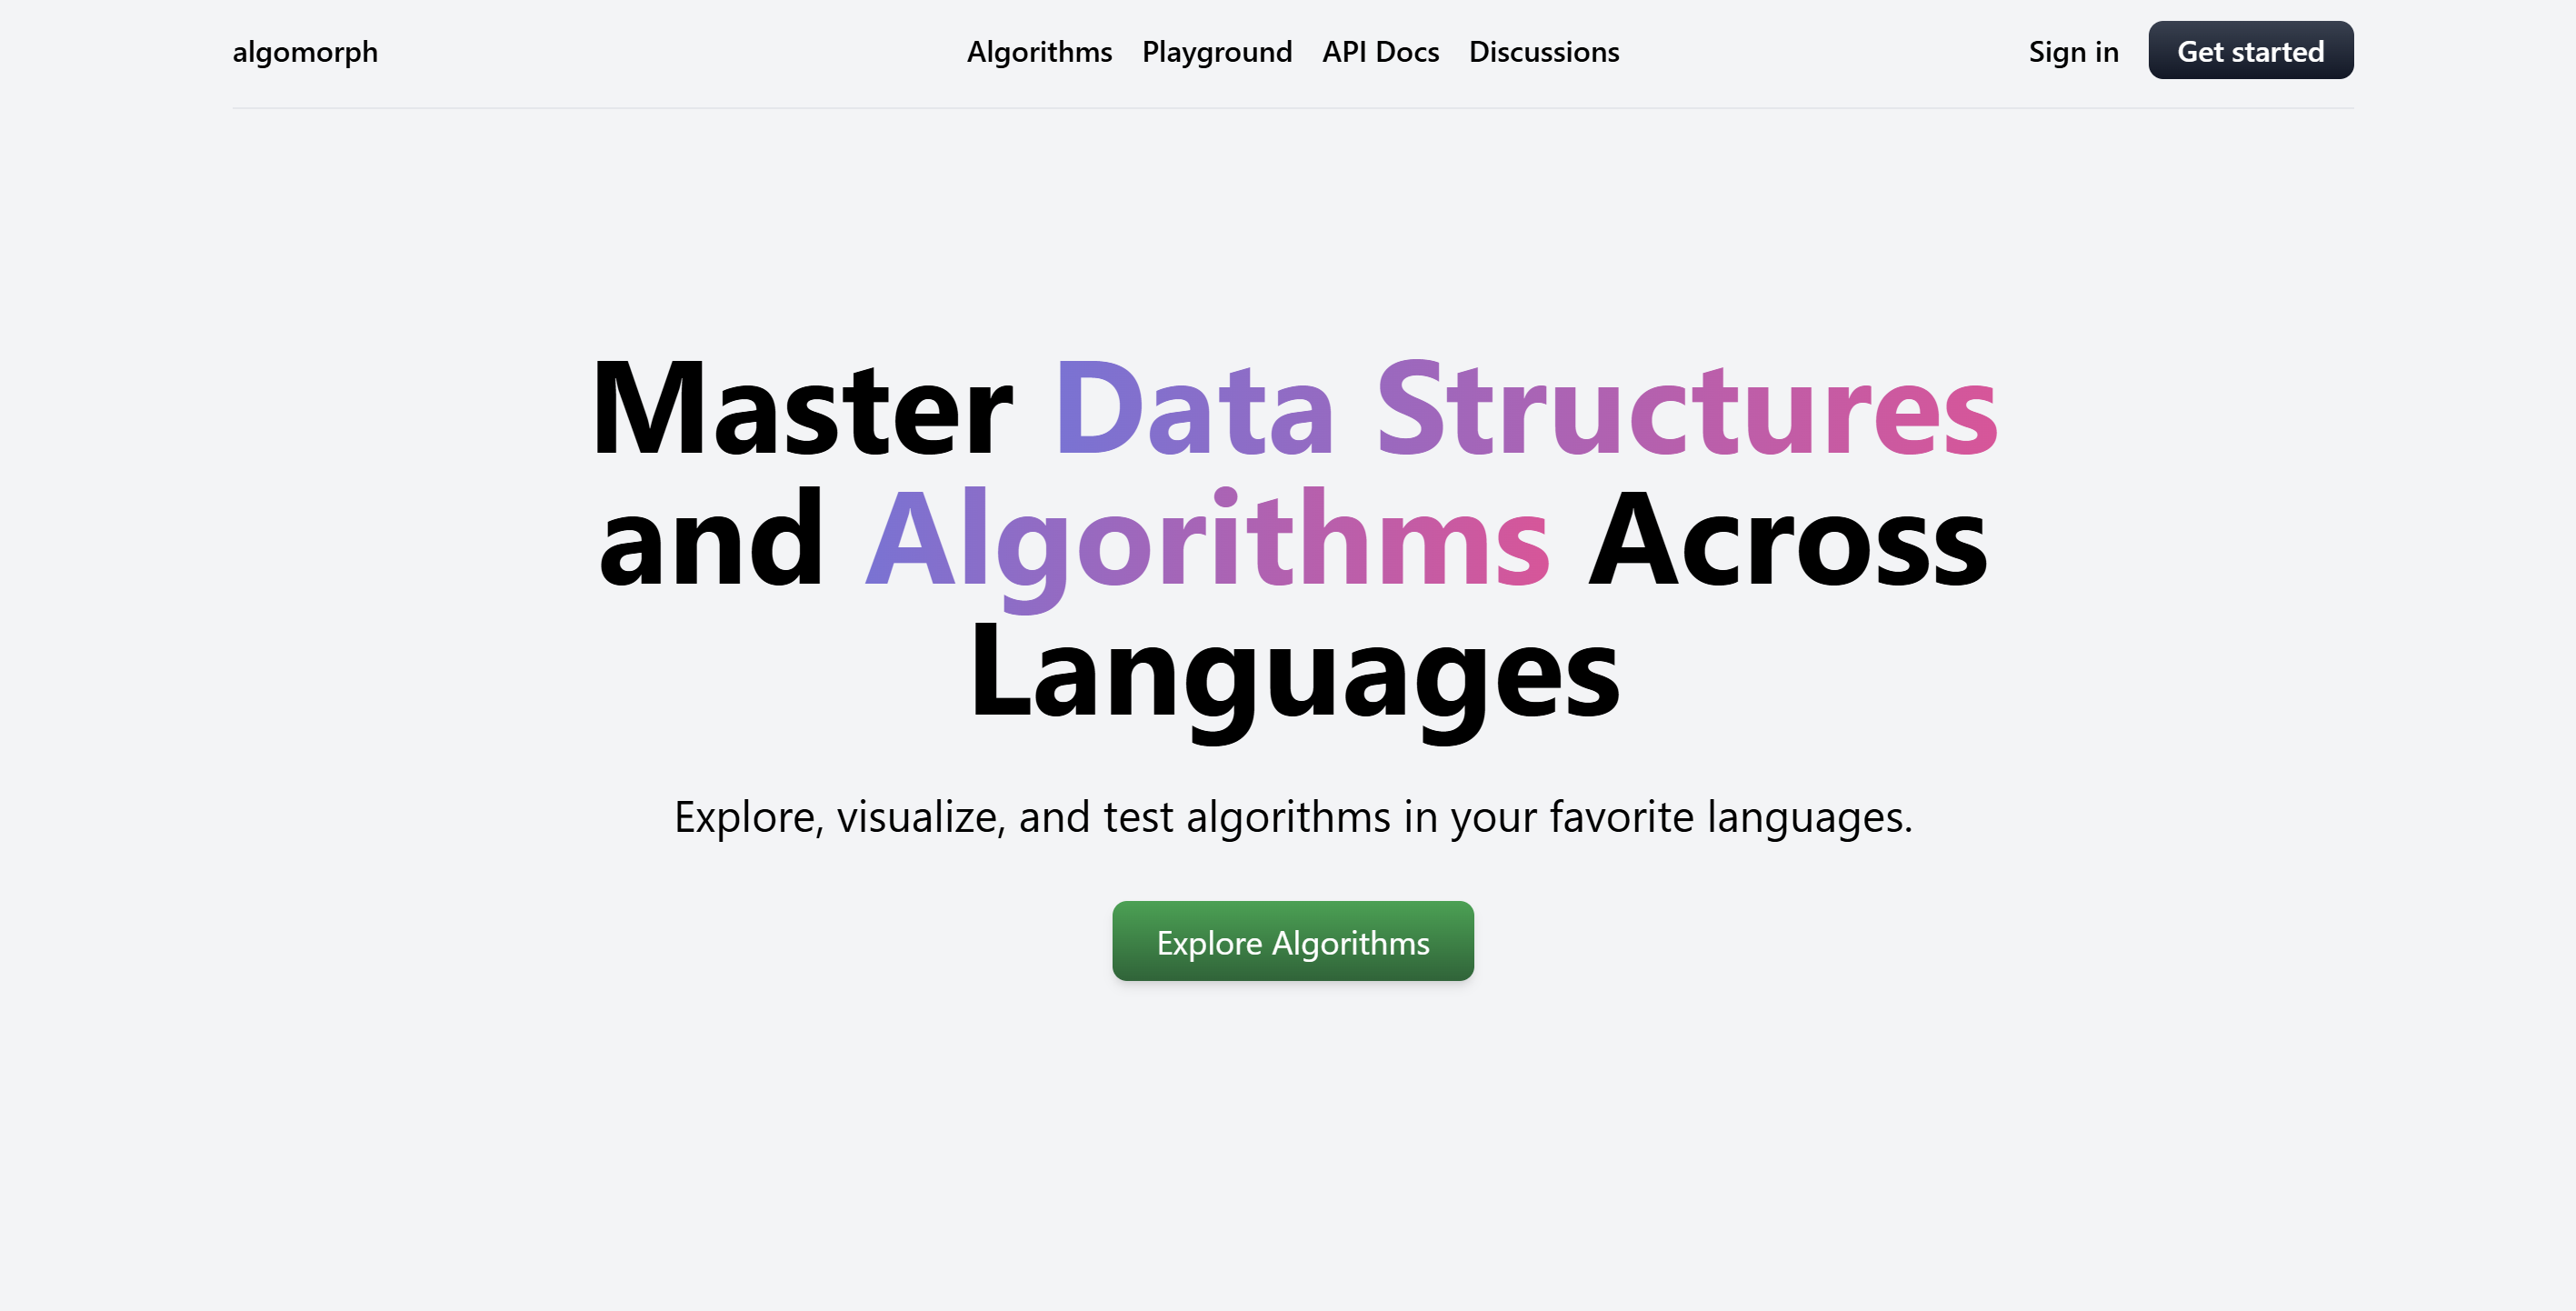 algomorph
Algorithms Playground API Docs Discussions
Sign in Get started
Master Data Structures
and Algorithms Across
Languages
Explore, visualize, and test algorithms in your favorite languages.
Explore Algorithms